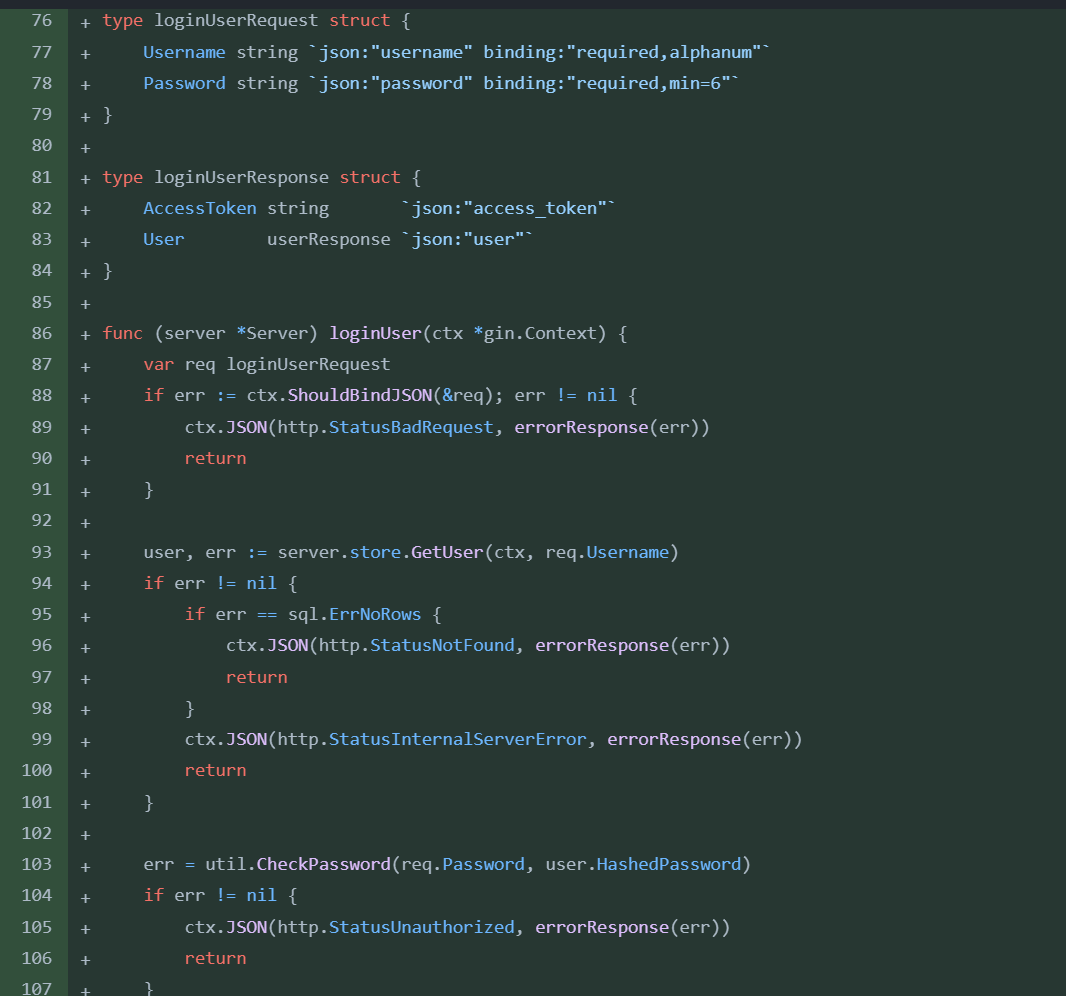 76 + type loginUserRequest struct {
77 +     Username string `json:"username" binding:"required,alphanum"`
78 +     Password string `json:"password" binding:"required,min=6"`
79 + }
80 +
81 + type loginUserResponse struct {
82 +     AccessToken string       `json:"access_token"`
83 +     User        userResponse `json:"user"`
84 + }
85 +
86 + func (server *Server) loginUser(ctx *gin.Context) {
87 +     var req loginUserRequest
88 +     if err := ctx.ShouldBindJSON(&req); err != nil {
89 +         ctx.JSON(http.StatusBadRequest, errorResponse(err))
90 +         return
91 +     }
92 +
93 +     user, err := server.store.GetUser(ctx, req.Username)
94 +     if err != nil {
95 +         if err == sql.ErrNoRows {
96 +             ctx.JSON(http.StatusNotFound, errorResponse(err))
97 +             return
98 +         }
99 +         ctx.JSON(http.StatusInternalServerError, errorResponse(err))
100 +         return
101 +     }
102 +
103 +     err = util.CheckPassword(req.Password, user.HashedPassword)
104 +     if err != nil {
105 +         ctx.JSON(http.StatusUnauthorized, errorResponse(err))
106 +         return
107 +     }